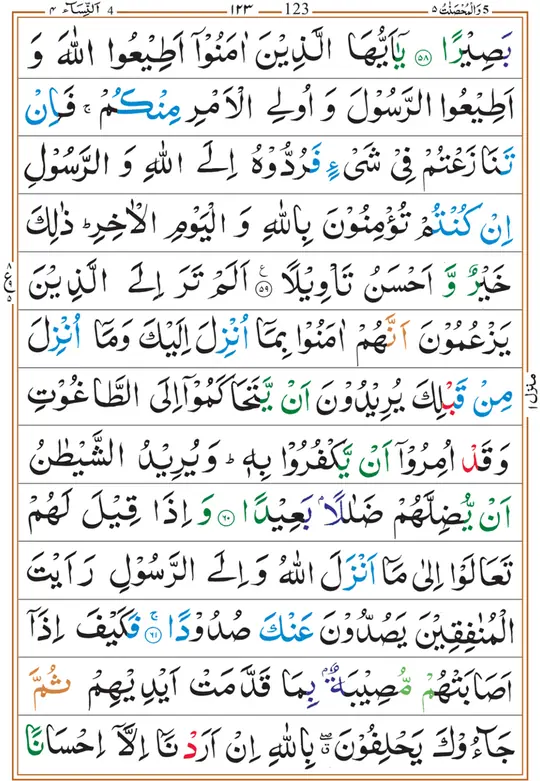 5 وَالْمُحْصَنٰتُ ٥ 123 ١٢٣ اَلنِّسَآء ٤ 4
بَصِيْرًا ﴿٥٨﴾ يٰۤاَيُّهَا الَّذِيْنَ اٰمَنُوْۤا اَطِيْعُوا اللّٰهَ وَ
اَطِيْعُوا الرَّسُوْلَ وَ اُولِى الْاَمْرِ مِنْكُمْ ۚ فَاِنْ
تَنَازَعْتُمْ فِىْ شَىْءٍ فَرُدُّوْهُ اِلَى اللّٰهِ وَ الرَّسُوْلِ
اِنْ كُنْتُمْ تُؤْمِنُوْنَ بِاللّٰهِ وَ الْيَوْمِ الْاٰخِرِ ؕ ذٰلِكَ
خَيْرٌ وَّ اَحْسَنُ تَاْوِيْلًا ﴿٥٩﴾ ع اَلَمْ تَرَ اِلَى الَّذِيْنَ
يَزْعُمُوْنَ اَنَّهُمْ اٰمَنُوْا بِمَاۤ اُنْزِلَ اِلَيْكَ وَمَاۤ اُنْزِلَ
مِنْ قَبْلِكَ يُرِيْدُوْنَ اَنْ يَّتَحَاكَمُوْۤا اِلَى الطَّاغُوْتِ
وَقَدْ اُمِرُوْۤا اَنْ يَّكْفُرُوْا بِهٖ ؕ وَيُرِيْدُ الشَّيْطٰنُ
اَنْ يُّضِلَّهُمْ ضَلٰلًاۢ بَعِيْدًا ﴿٦٠﴾ وَاِذَا قِيْلَ لَهُمْ
تَعَالَوْا اِلٰى مَاۤ اَنْزَلَ اللّٰهُ وَاِلَى الرَّسُوْلِ رَاَيْتَ
الْمُنٰفِقِيْنَ يَصُدُّوْنَ عَنْكَ صُدُوْدًا ﴿٦١﴾ ۚ فَكَيْفَ اِذَاۤ
اَصَابَتْهُمْ مُّصِيْبَةٌۢ بِمَا قَدَّمَتْ اَيْدِيْهِمْ ثُمَّ
جَآءُوْكَ يَحْلِفُوْنَ ۖ بِاللّٰهِ اِنْ اَرَدْنَاۤ اِلَّاۤ اِحْسَانًا
منزل ١